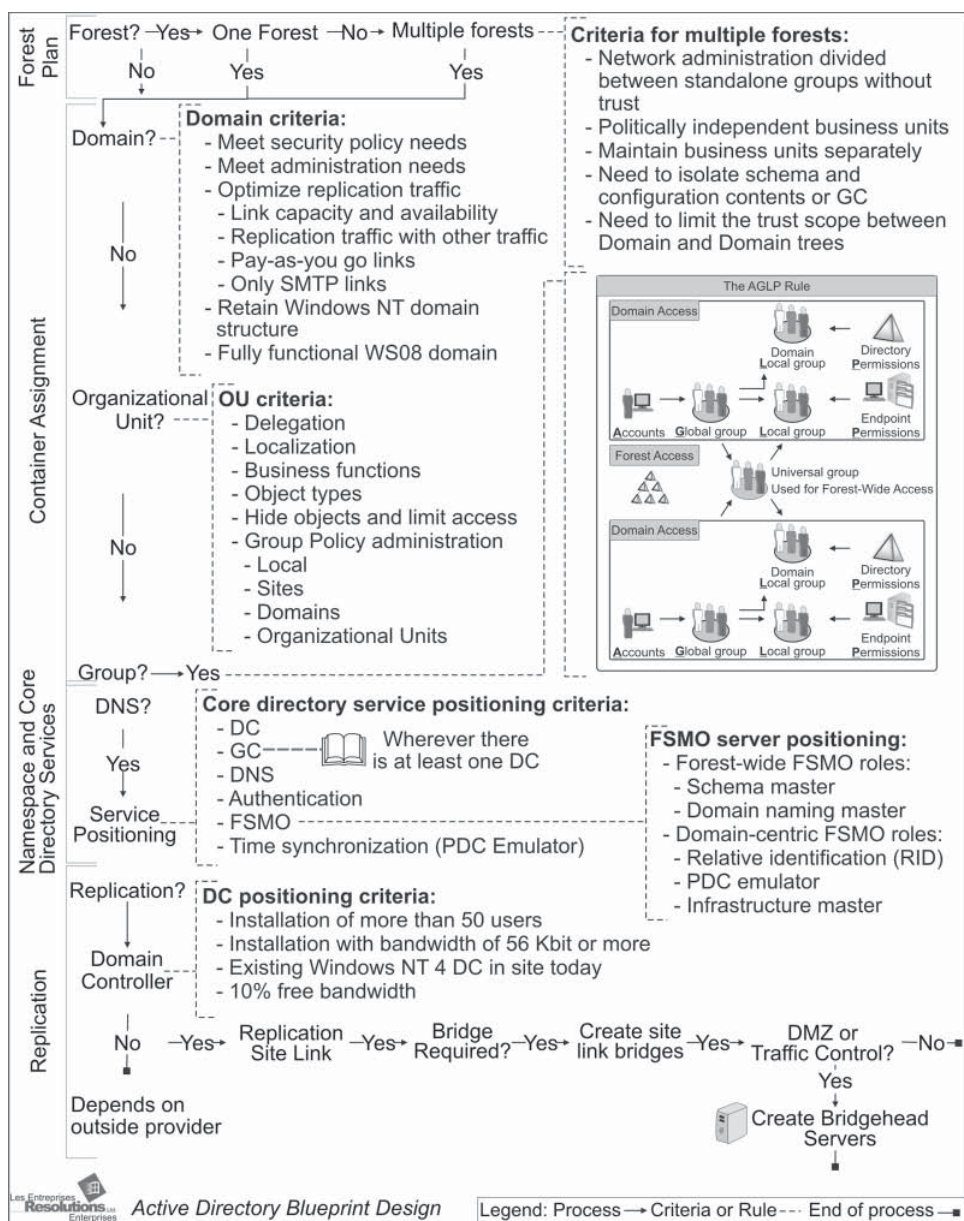 Forest Plan
Forest? Yes One Forest No Multiple forests
No Yes Yes
Criteria for multiple forests:
- Network administration divided
between standalone groups without
trust
- Politically independent business units
- Maintain business units separately
- Need to isolate schema and
configuration contents or GC
- Need to limit the trust scope between
Domain and Domain trees
Container Assignment
Domain?
Domain criteria:
- Meet security policy needs
- Meet administration needs
- Optimize replication traffic
- Link capacity and availability
- Replication traffic with other traffic
- Pay-as-you go links
- Only SMTP links
- Retain Windows NT domain
structure
- Fully functional WS08 domain
No
Organizational
Unit?
OU criteria:
- Delegation
- Localization
- Business functions
- Object types
- Hide objects and limit access
- Group Policy administration
- Local
- Sites
- Domains
- Organizational Units
No
Group? Yes
The AGLP Rule
Domain Access
Domain
Local group
Directory
Permissions
Accounts
Global group
Local group
Endpoint
Permissions
Forest Access
Universal group
Used for Forest-Wide Access
Domain Access
Domain
Local group
Directory
Permissions
Accounts
Global group
Local group
Endpoint
Permissions
Namespace and Core
Directory Services
DNS?
Yes
Service
Positioning
Core directory service positioning criteria:
- DC
- GC
Wherever there
is at least one DC
- DNS
- Authentication
- FSMO
- Time synchronization (PDC Emulator)
FSMO server positioning:
- Forest-wide FSMO roles:
- Schema master
- Domain naming master
- Domain-centric FSMO roles:
- Relative identification (RID)
- PDC emulator
- Infrastructure master
Replication
Replication?
Domain
Controller
DC positioning criteria:
- Installation of more than 50 users
- Installation with bandwidth of 56 Kbit or more
- Existing Windows NT 4 DC in site today
- 10% free bandwidth
No
Yes
Replication
Site Link
Yes
Bridge
Required?
Yes
Create site
link bridges
Yes
DMZ or
Traffic Control?
No
Yes
Create Bridgehead
Servers
Depends on
outside provider
Les Entreprises
Resolutions Ltd.
Enterprises
Active Directory Blueprint Design
Legend: Process Criteria or Rule End of process